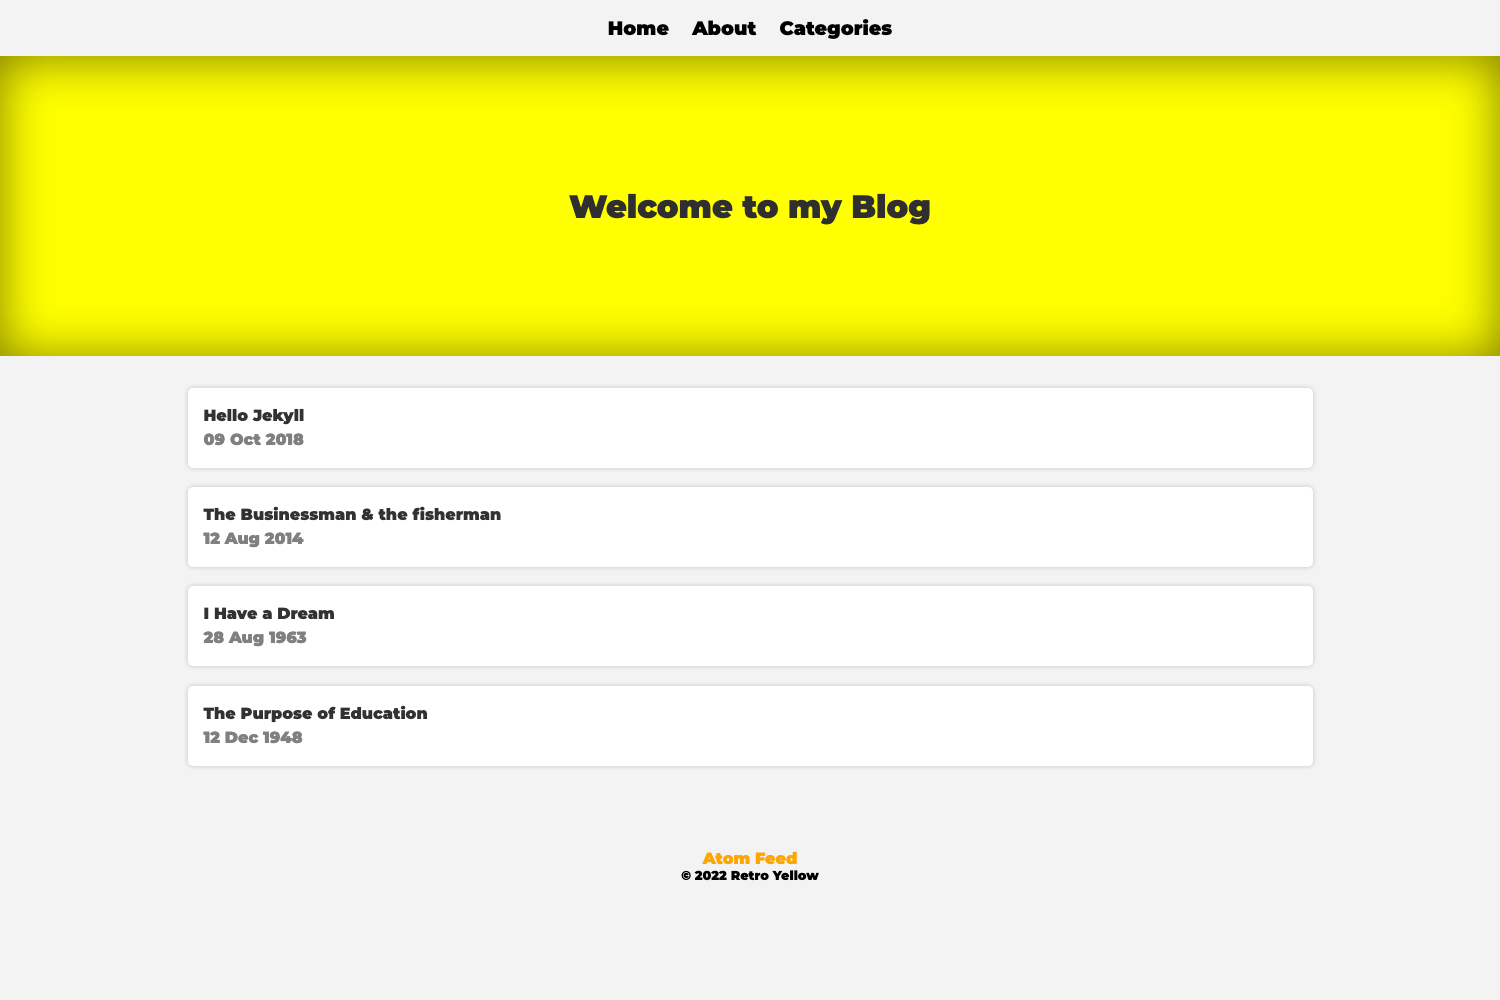 Home About Categories
Welcome to my Blog
Hello Jekyll
09 Oct 2018
The Businessman & the fisherman
12 Aug 2014
I Have a Dream
28 Aug 1963
The Purpose of Education
12 Dec 1948
Atom Feed
© 2022 Retro Yellow